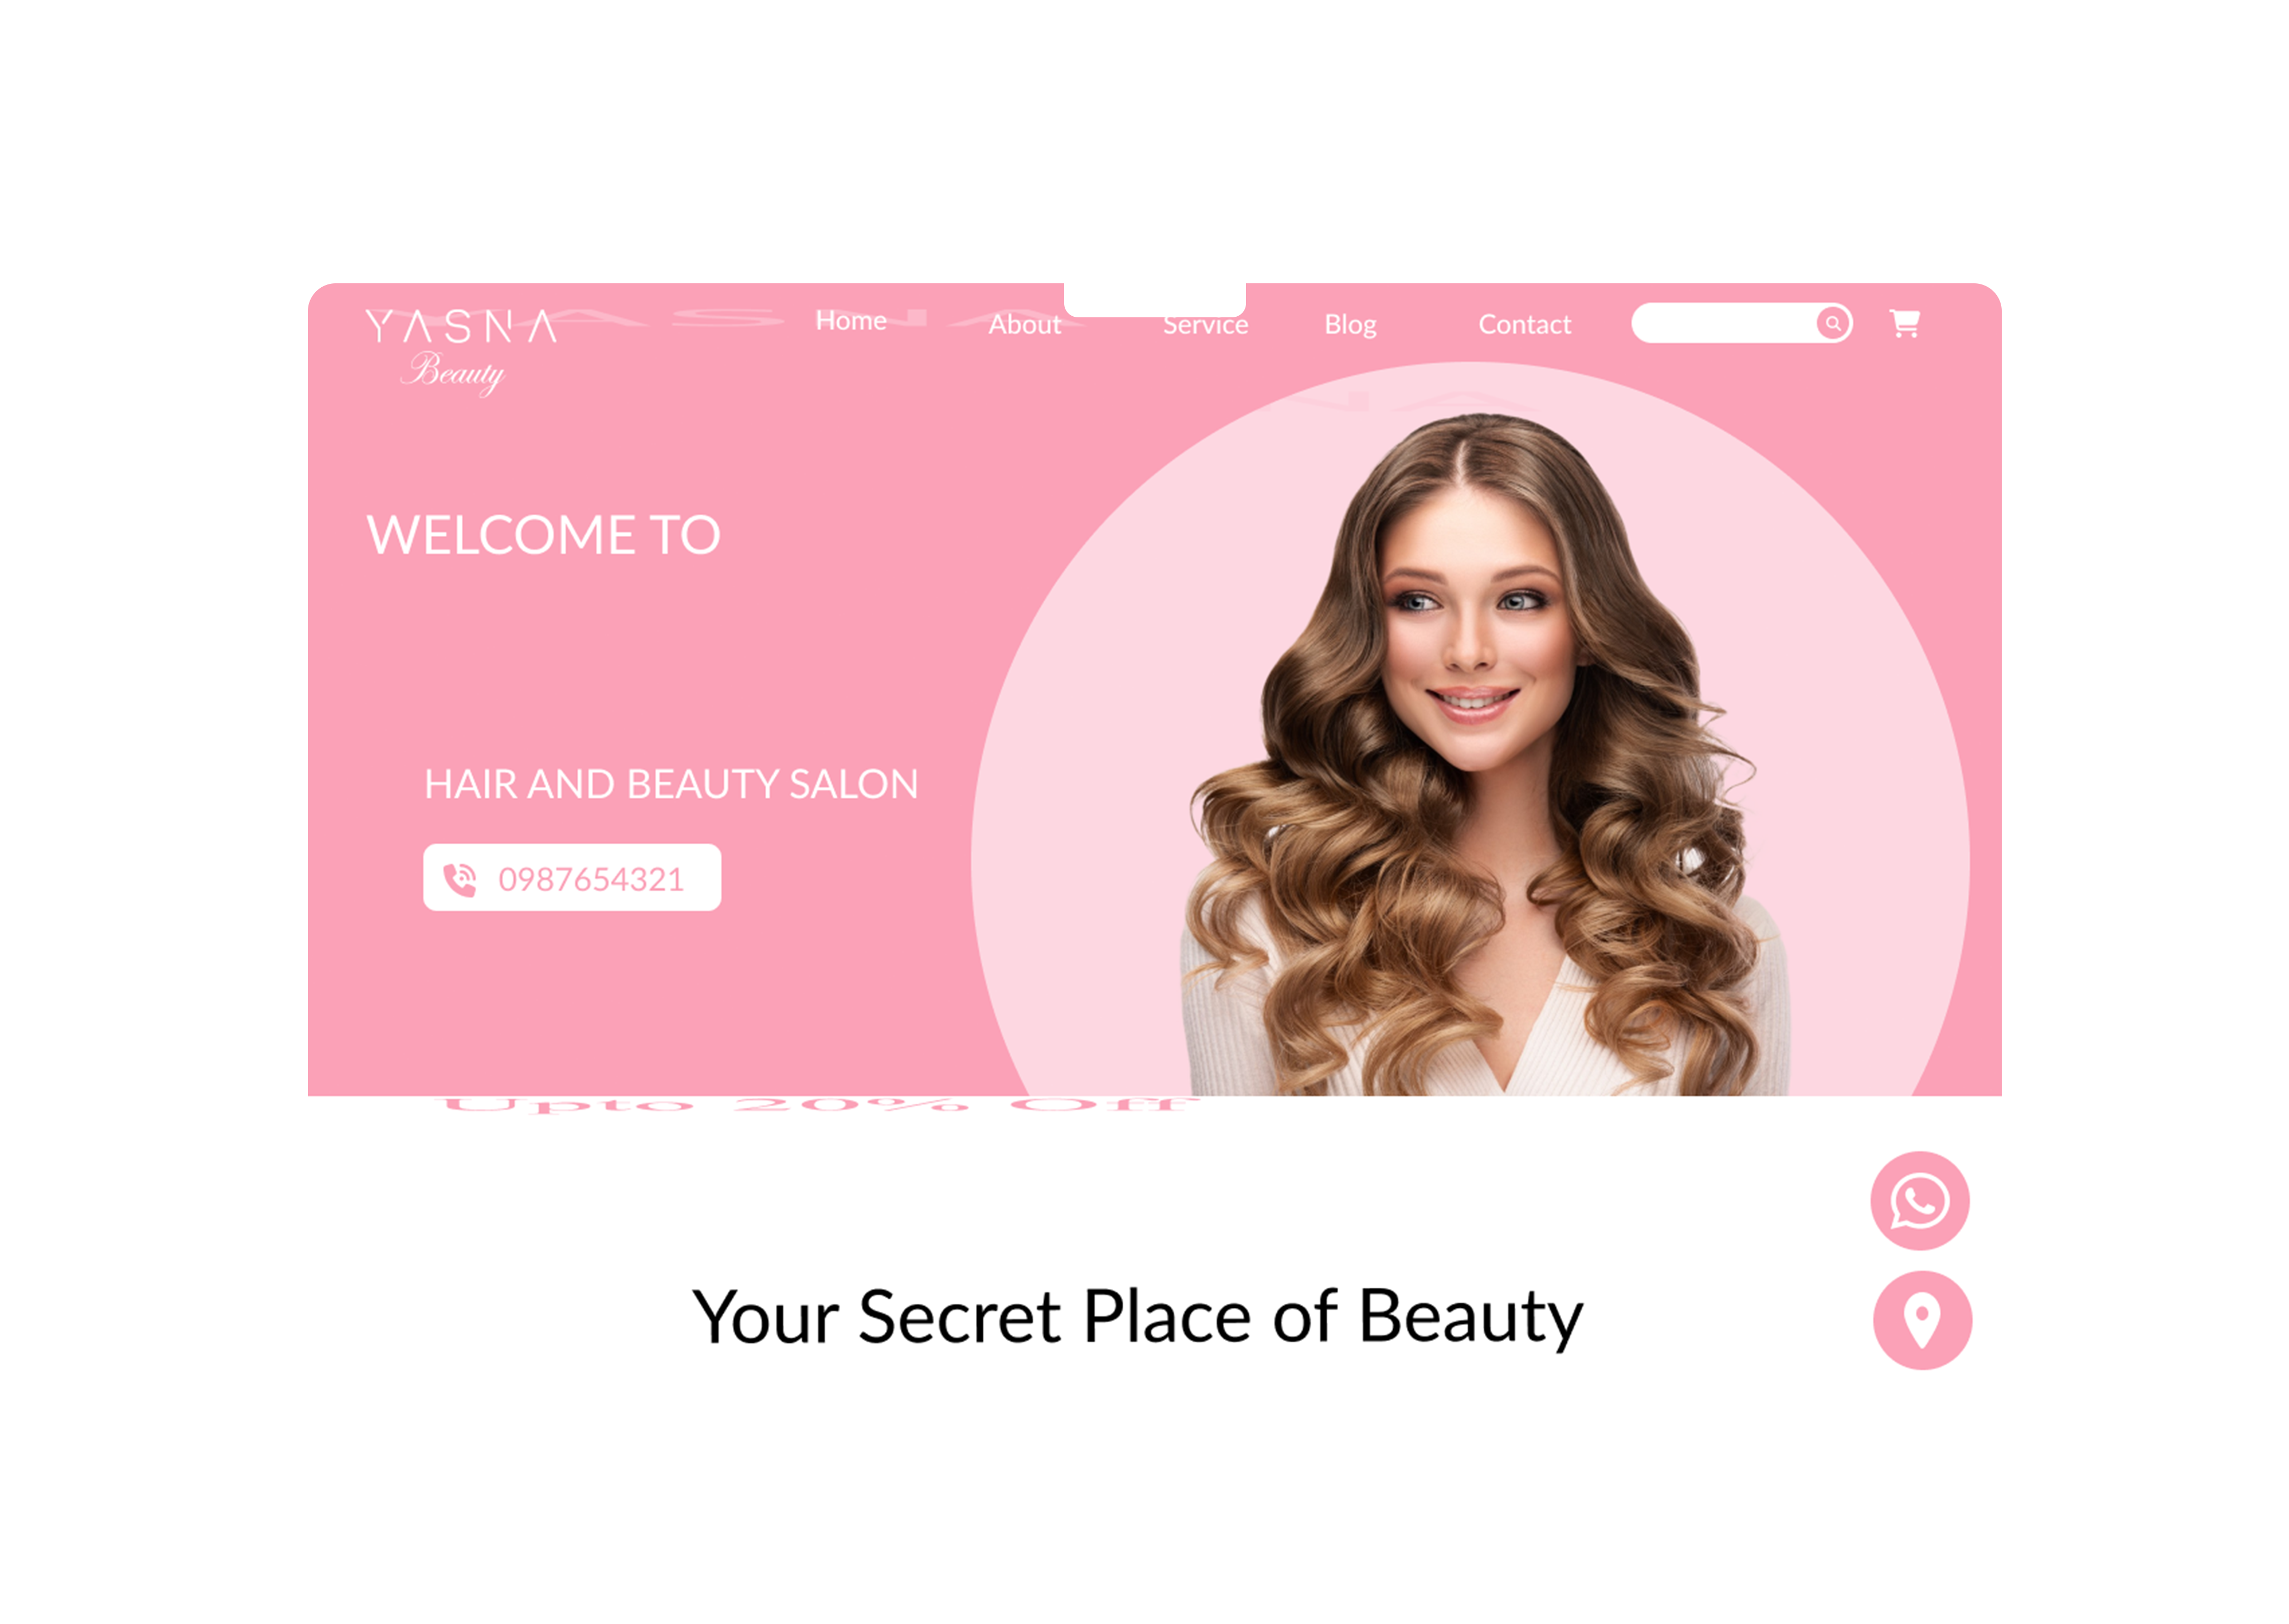 YASNA
Beauty
Home About Service Blog Contact
WELCOME TO
HAIR AND BEAUTY SALON
0987654321
Upto 20% Off
Your Secret Place of Beauty